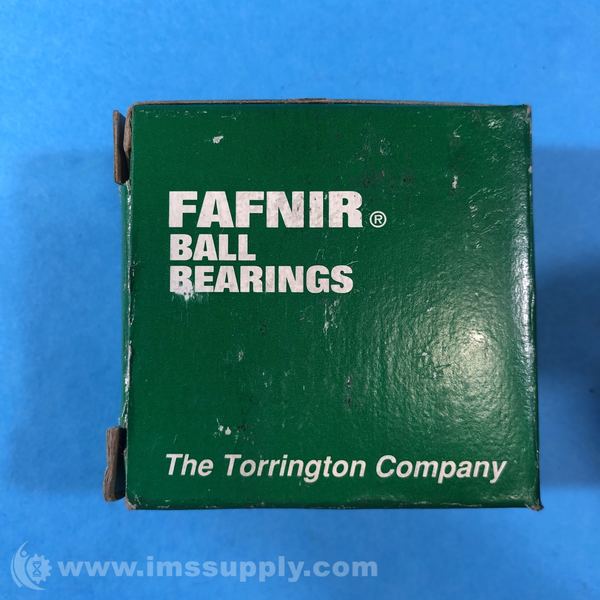 FAFNIR®
BALL
BEARINGS
The Torrington Company
www.imssupply.com